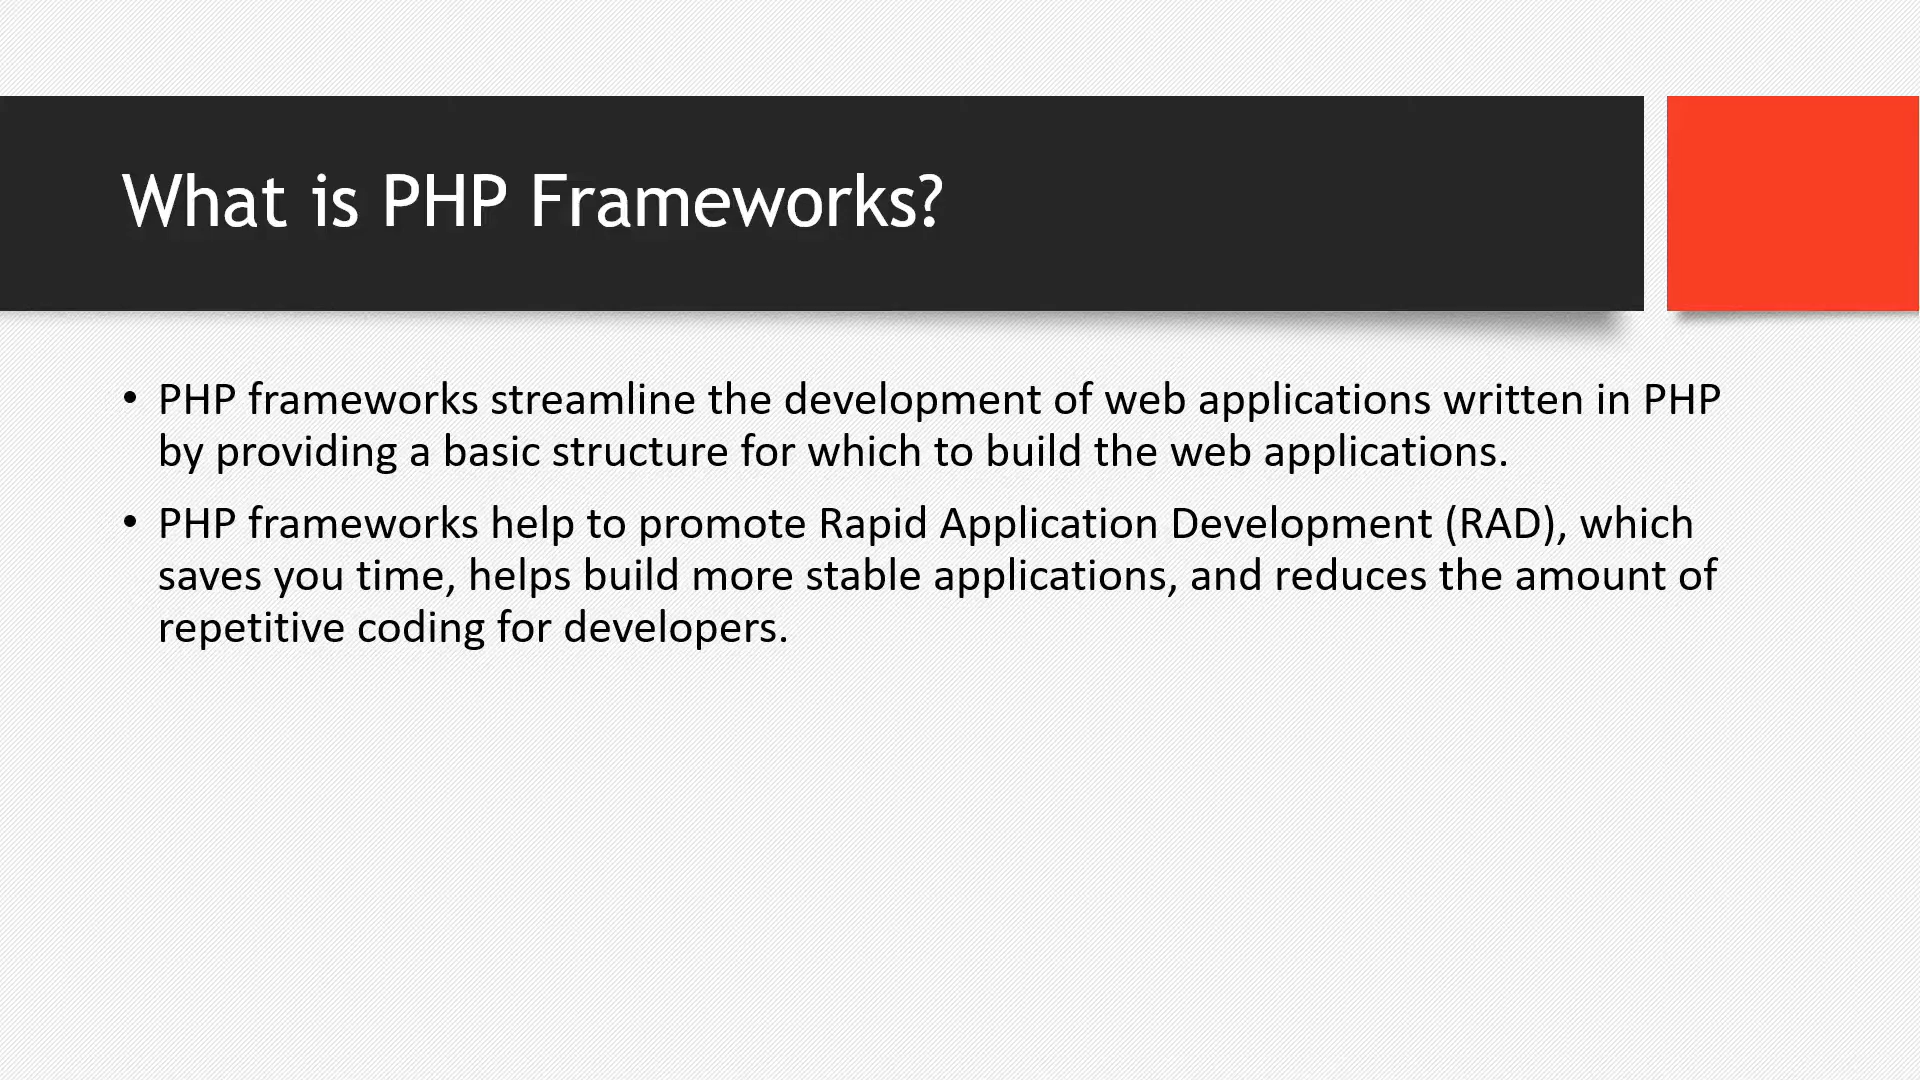 What is PHP Frameworks?
• PHP frameworks streamline the development of web applications written in PHP
by providing a basic structure for which to build the web applications.
• PHP frameworks help to promote Rapid Application Development (RAD), which
saves you time, helps build more stable applications, and reduces the amount of
repetitive coding for developers.